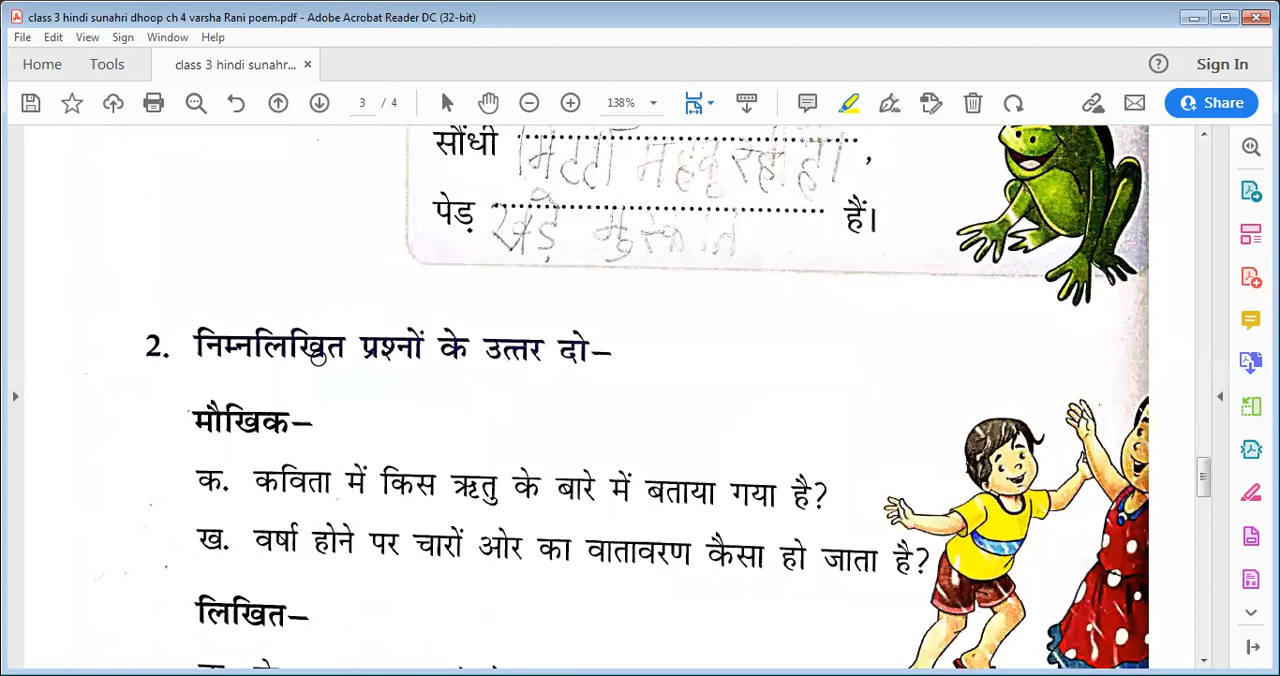 class 3 hindi sunahri dhoop ch 4 varsha Rani poem.pdf - Adobe Acrobat Reader DC (32-bit)
File Edit View Sign Window Help
Home Tools class 3 hindi sunahr... × Sign In
3 / 4 138% Share
सौंधी मिटटी महक रही है। ,
पेड़ खड़े मुस्काते हैं।
2. निम्नलिखित प्रश्नों के उत्तर दो–
मौखिक–
क. कविता में किस ऋतु के बारे में बताया गया है?
ख. वर्षा होने पर चारों ओर का वातावरण कैसा हो जाता है?
लिखित–